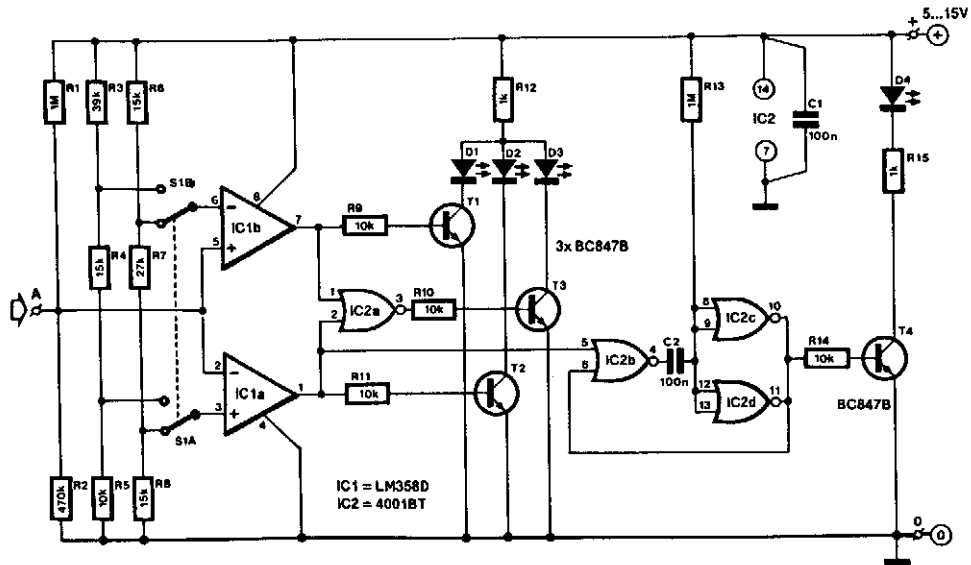 5...15V
+
+
R1
1M
R3
39k
R6
15k
R12
1k
R13
1M
14
IC2
7
C1
100n
D4
R15
1k
D1
D2
D3
S1B
6
−
8
IC1b
7
5
+
R9
10k
T1
3x BC847B
R4
15k
R7
27k
A
1
IC2a
3
2
R10
10k
T3
8
IC2c
10
9
T4
2
−
IC1a
1
3
+
4
S1A
R11
10k
T2
5
IC2b
4
6
C2
100n
12
IC2d
11
13
R14
10k
BC847B
R2
470k
R5
10k
R8
15k
IC1 = LM358D
IC2 = 4001BT
0
0